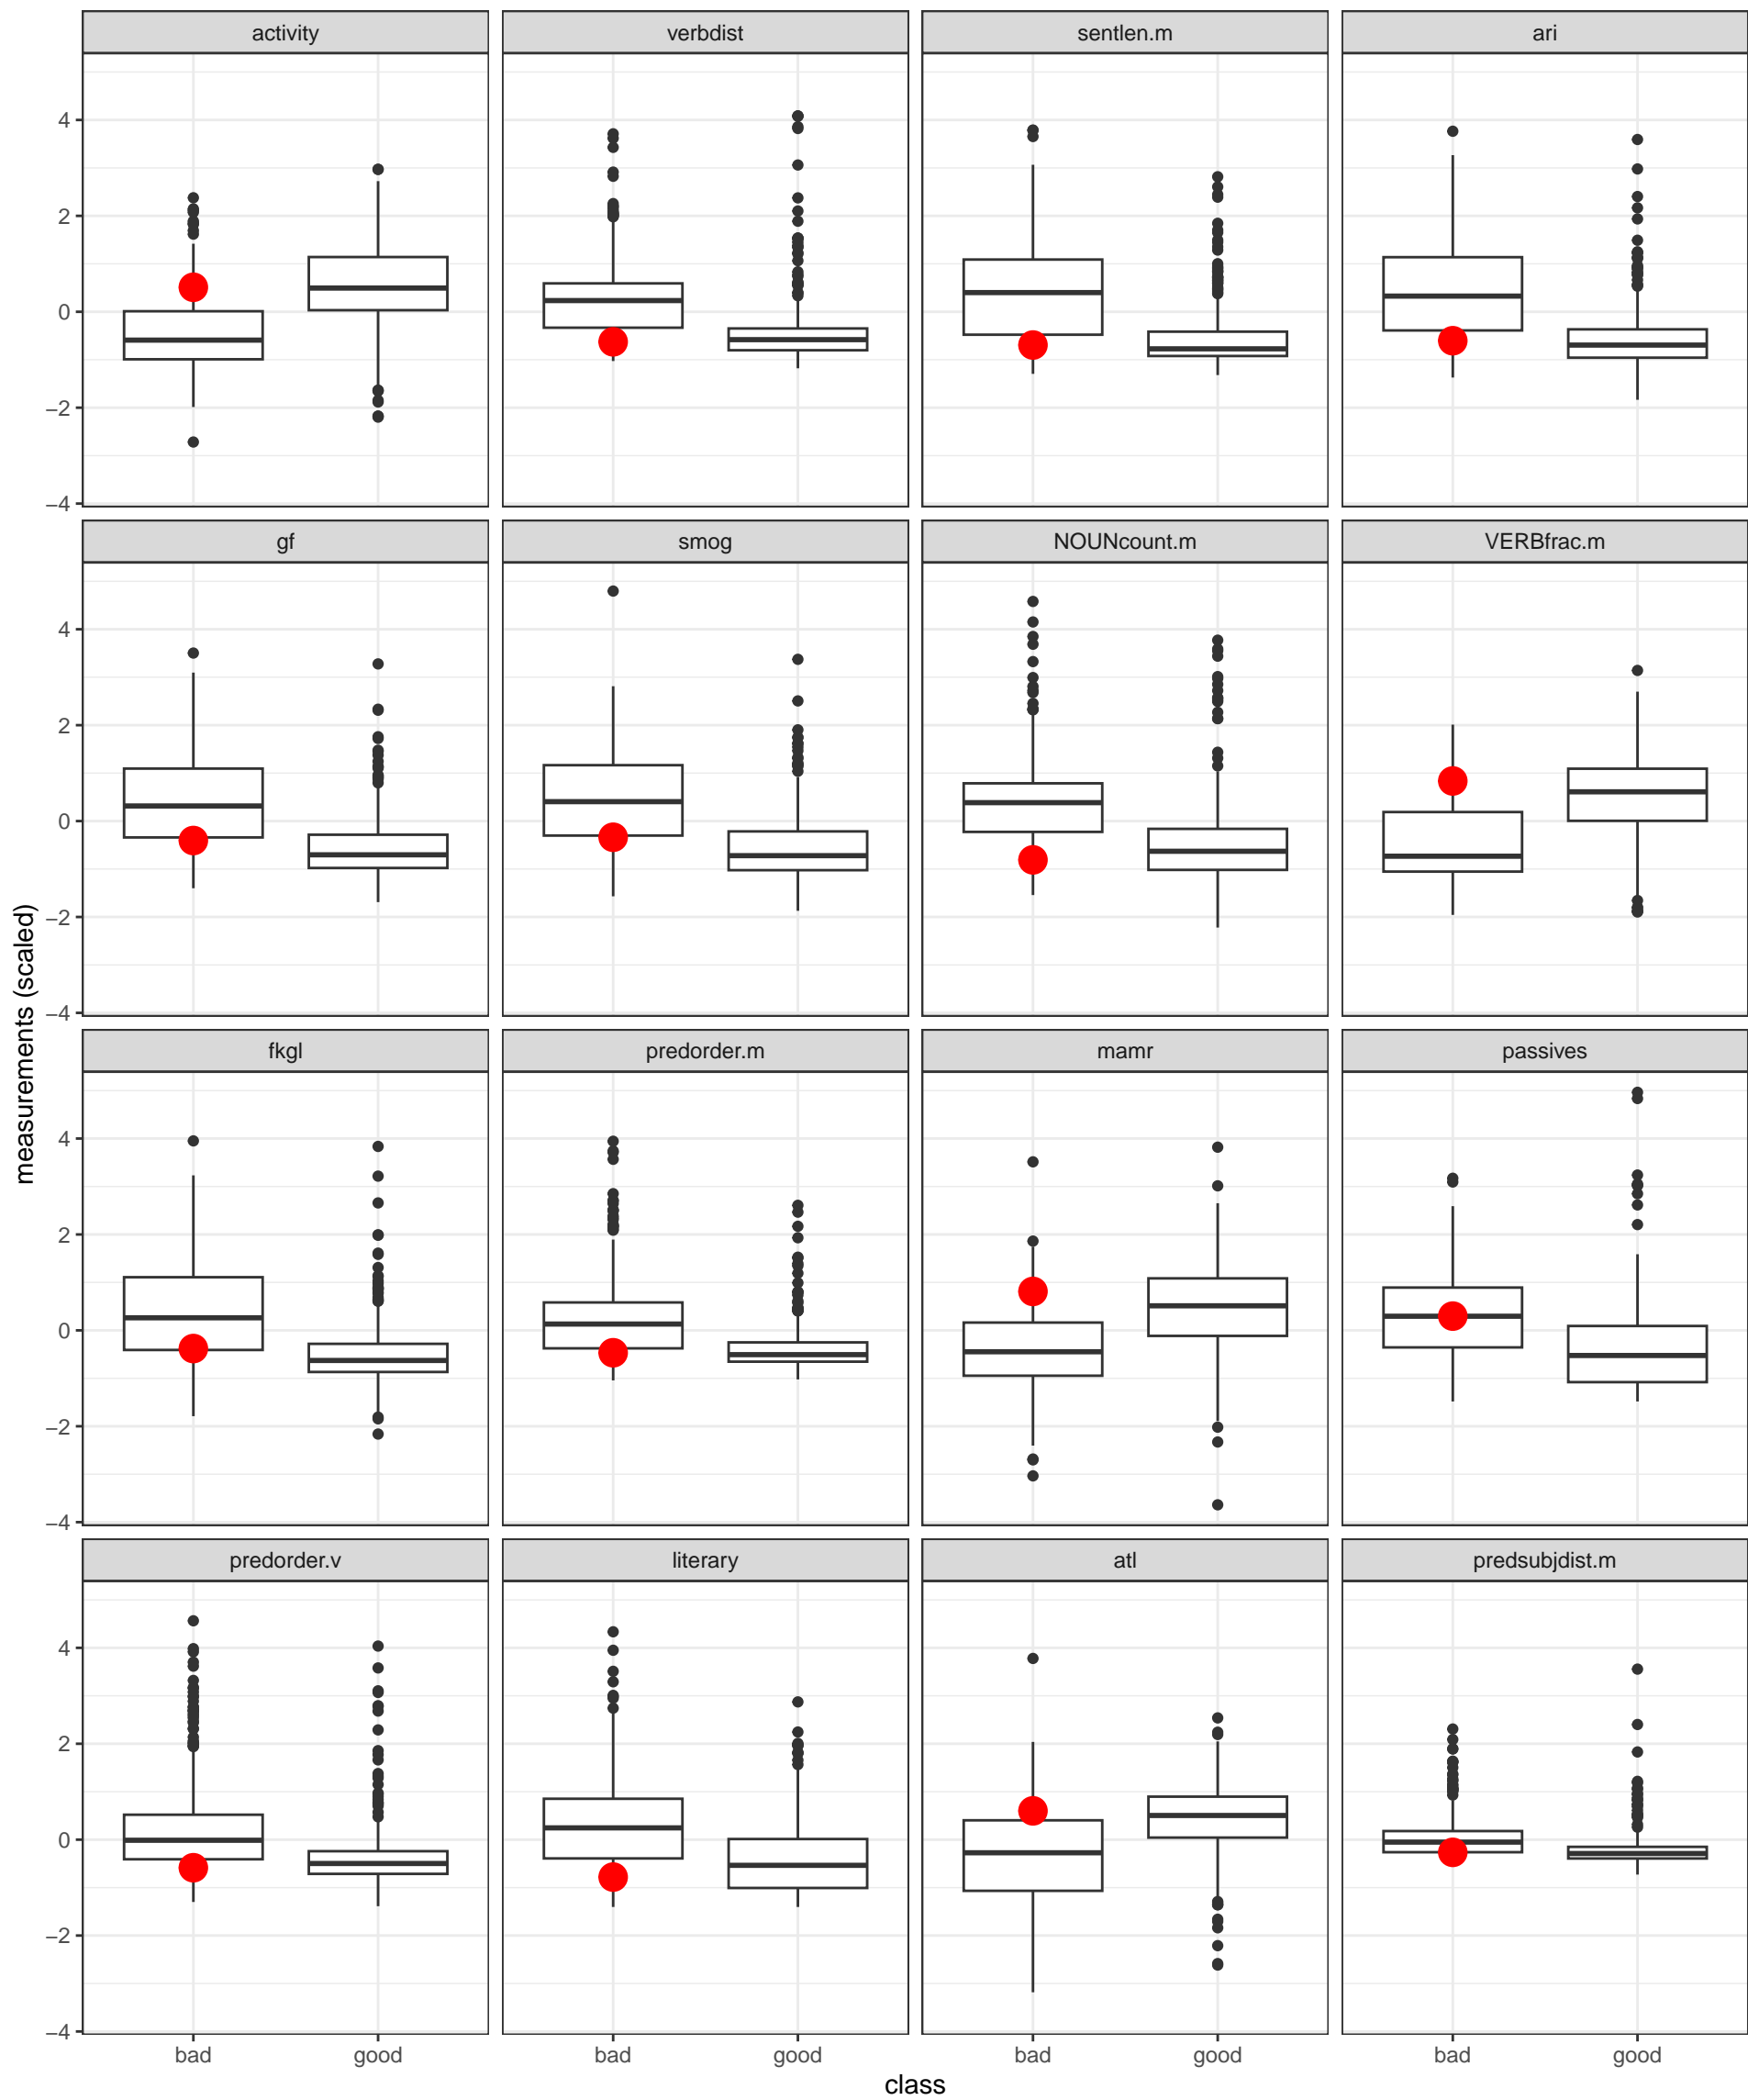 activity verbdist sentlen.m ari
4
2
0
−2
−4
gf smog NOUNcount.m VERBfrac.m
4
2
0
−2
−4
fkgl predorder.m mamr passives
4
2
0
−2
−4
predorder.v literary atl predsubjdist.m
4
2
0
−2
−4
bad good bad good bad good bad good
class
measurements (scaled)